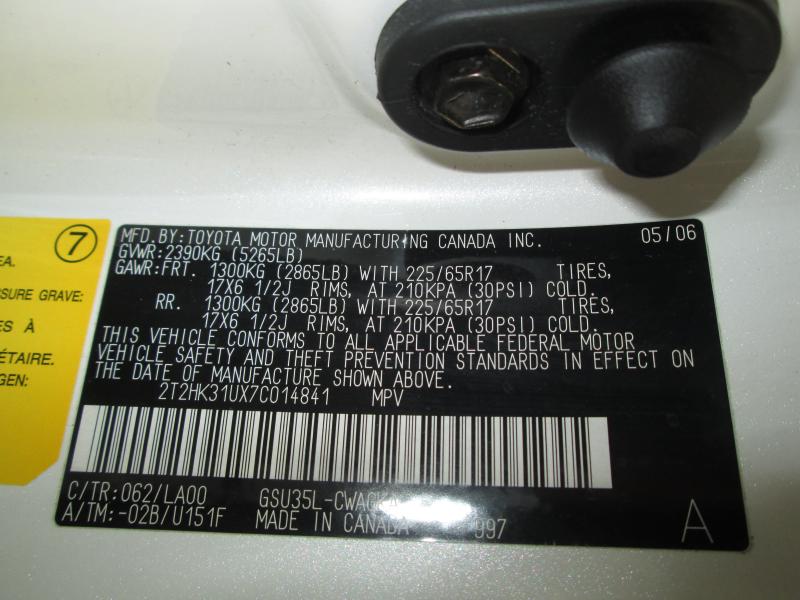 7
EA.
SSURE GRAVE:
ES À
ÉTAIRE.
GEN:
MFD.BY:TOYOTA MOTOR MANUFACTURING CANADA INC. 05/06
GVWR:2390KG (5265LB)
GAWR:FRT. 1300KG (2865LB) WITH 225/65R17 TIRES,
17X6 1/2J RIMS, AT 210KPA (30PSI) COLD.
RR. 1300KG (2865LB) WITH 225/65R17 TIRES,
17X6 1/2J RIMS, AT 210KPA (30PSI) COLD.
THIS VEHICLE CONFORMS TO ALL APPLICABLE FEDERAL MOTOR
VEHICLE SAFETY AND THEFT PREVENTION STANDARDS IN EFFECT ON
THE DATE OF MANUFACTURE SHOWN ABOVE.
2T2HK31UX7C014841 MPV
C/TR:062/LA00 GSU35L-CWAGKA
A/TM:-02B/U151F MADE IN CANADA 997 A